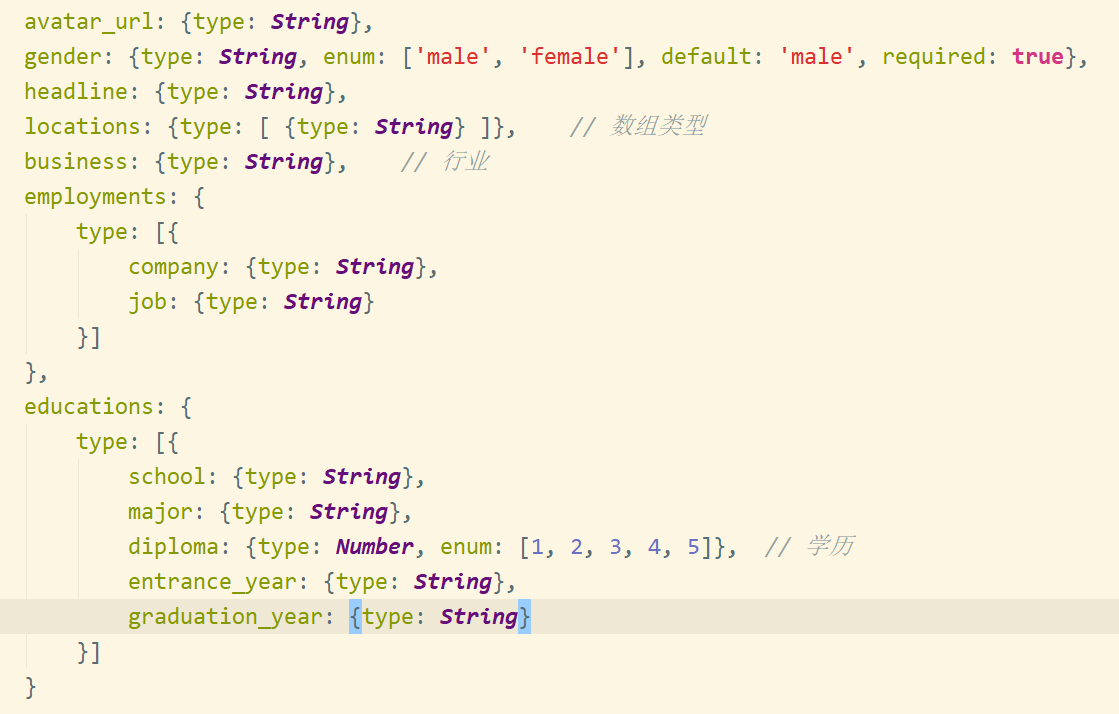 avatar_url: {type: String},
gender: {type: String, enum: ['male', 'female'], default: 'male', required: true},
headline: {type: String},
locations: {type: [ {type: String} ]},    // 数组类型
business: {type: String},    // 行业
employments: {
    type: [{
        company: {type: String},
        job: {type: String}
    }]
},
educations: {
    type: [{
        school: {type: String},
        major: {type: String},
        diploma: {type: Number, enum: [1, 2, 3, 4, 5]},  // 学历
        entrance_year: {type: String},
        graduation_year: {type: String}
    }]
}